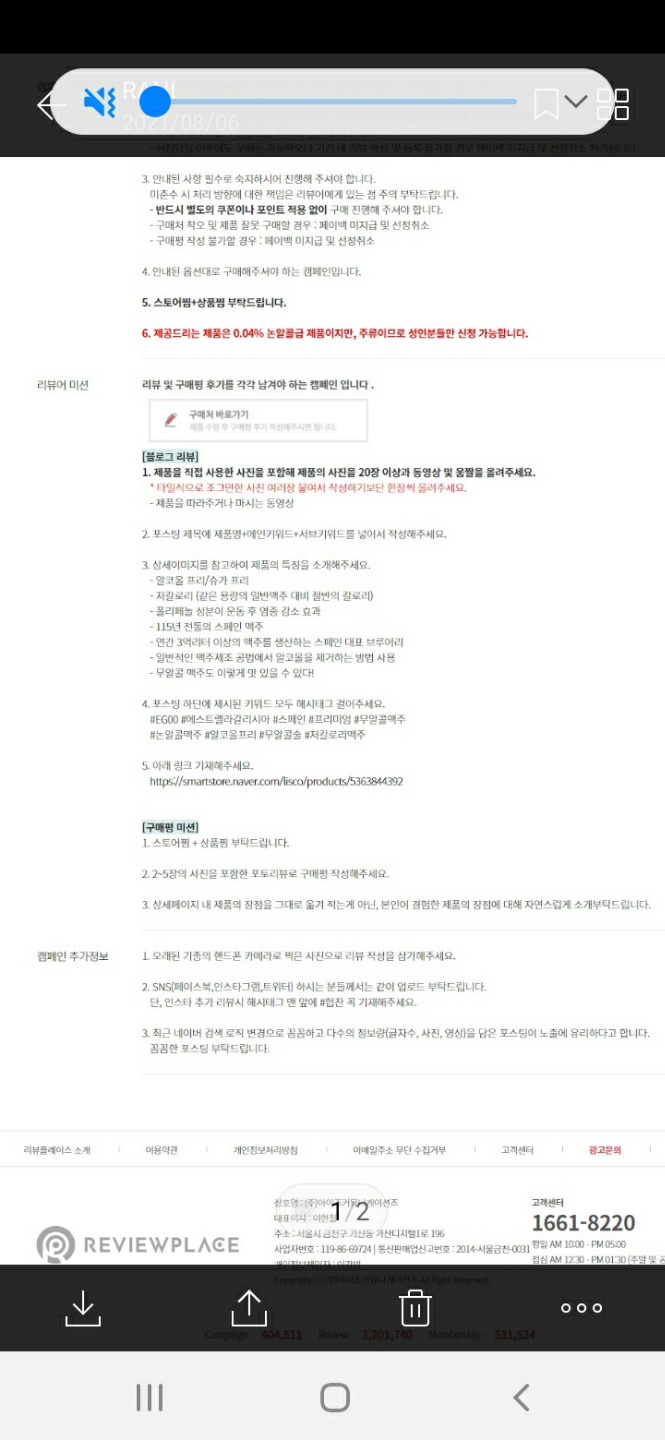 RANI
2021/08/06
- 신청당일 이후에도 구매는 가능하오나 기간 내 리뷰 작성 및 등록 불가할 경우 페이백 미지급 및 선정취소 처리됩니다.
3. 안내된 사항 필수로 숙지하시어 진행해 주셔야 합니다.
미준수 시 처리 방향에 대한 책임은 리뷰어에게 있는 점 주의 부탁드립니다.
- 반드시 별도의 쿠폰이나 포인트 적용 없이 구매 진행해 주셔야 합니다.
- 구매처 착오 및 제품 잘못 구매할 경우 : 페이백 미지급 및 선정취소
- 구매평 작성 불가할 경우 : 페이백 미지급 및 선정취소
4. 안내된 옵션대로 구매해주셔야 하는 캠페인입니다.
5. 스토어찜+상품찜 부탁드립니다.
6. 제공드리는 제품은 0.04% 논알콜급 제품이지만, 주류이므로 성인분들만 신청 가능합니다.
리뷰어 미션
리뷰 및 구매평 후기를 각각 남겨야 하는 캠페인 입니다 .
구매처 바로가기
제품 수령 후 구매평 후기 작성해주시면 됩니다.
[블로그 리뷰]
1. 제품을 직접 사용한 사진을 포함해 제품의 사진을 20장 이상과 동영상 및 움짤을 올려주세요.
* 타일식으로 조그만한 사진 여러장 붙여서 작성하기보단 한장씩 올려주세요.
- 제품을 따라주거나 마시는 동영상
2. 포스팅 제목에 제품명+메인키워드+서브키워드를 넣어서 작성해주세요.
3. 상세이미지를 참고하여 제품의 특징을 소개해주세요.
- 알코올 프리/슈가 프리
- 저칼로리 (같은 용량의 일반맥주 대비 절반의 칼로리)
- 폴리페놀 성분이 운동 후 염증 감소 효과
- 115년 전통의 스페인 맥주
- 연간 3억리터 이상의 맥주를 생산하는 스페인 대표 브루어리
- 일반적인 맥주제조 공법에서 알코올을 제거하는 방법 사용
- 무알콜 맥주도 이렇게 맛 있을 수 있다!
4. 포스팅 하단에 제시된 키워드 모두 해시태그 걸어주세요.
#EG00 #에스트렐라갈리시아 #스페인 #프리미엄 #무알콜맥주
#논알콜맥주 #알코올프리 #무알콜술 #저칼로리맥주
5. 아래 링크 기재해주세요.
https://smartstore.naver.com/lisco/products/5363844392
[구매평 미션]
1. 스토어찜 + 상품찜 부탁드립니다.
2. 2~5장의 사진을 포함한 포토리뷰로 구매평 작성해주세요.
3. 상세페이지 내 제품의 장점을 그대로 옮겨 적는게 아닌, 본인이 경험한 제품의 장점에 대해 자연스럽게 소개부탁드립니다.
캠페인 추가정보
1. 오래된 기종의 핸드폰 카메라로 찍은 사진으로 리뷰 작성을 삼가해주세요.
2. SNS(페이스북,인스타그램,트위터) 하시는 분들께서는 같이 업로드 부탁드립니다.
단, 인스타 추가 리뷰시 해시태그 맨 앞에 #협찬 꼭 기재해주세요.
3. 최근 네이버 검색 로직 변경으로 꼼꼼하고 다수의 정보량(글자수, 사진, 영상)을 담은 포스팅이 노출에 유리하다고 합니다.
꼼꼼한 포스팅 부탁드립니다.
리뷰플레이스 소개 이용약관 개인정보처리방침 이메일주소 무단 수집거부 고객센터 광고문의
REVIEWPLACE
상호명 : (주)아이즈커뮤니케이션즈
1/2
대표이사 : 이한철
주소 : 서울시 금천구 가산동 가산디지털1로 196
사업자번호 : 119-86-69724 | 통신판매업신고번호 : 2014-서울금천-0031
개인정보책임자 :
Copyright ⓒ (주)아이즈커뮤니케이션즈 All Right Reserved.
고객센터
1661-8220
평일 AM 10:00 - PM 05:00
점심 AM 12:30 - PM 01:30 (주말 및
Campaign 404,511 Review 3,201,740 Membership 531,524